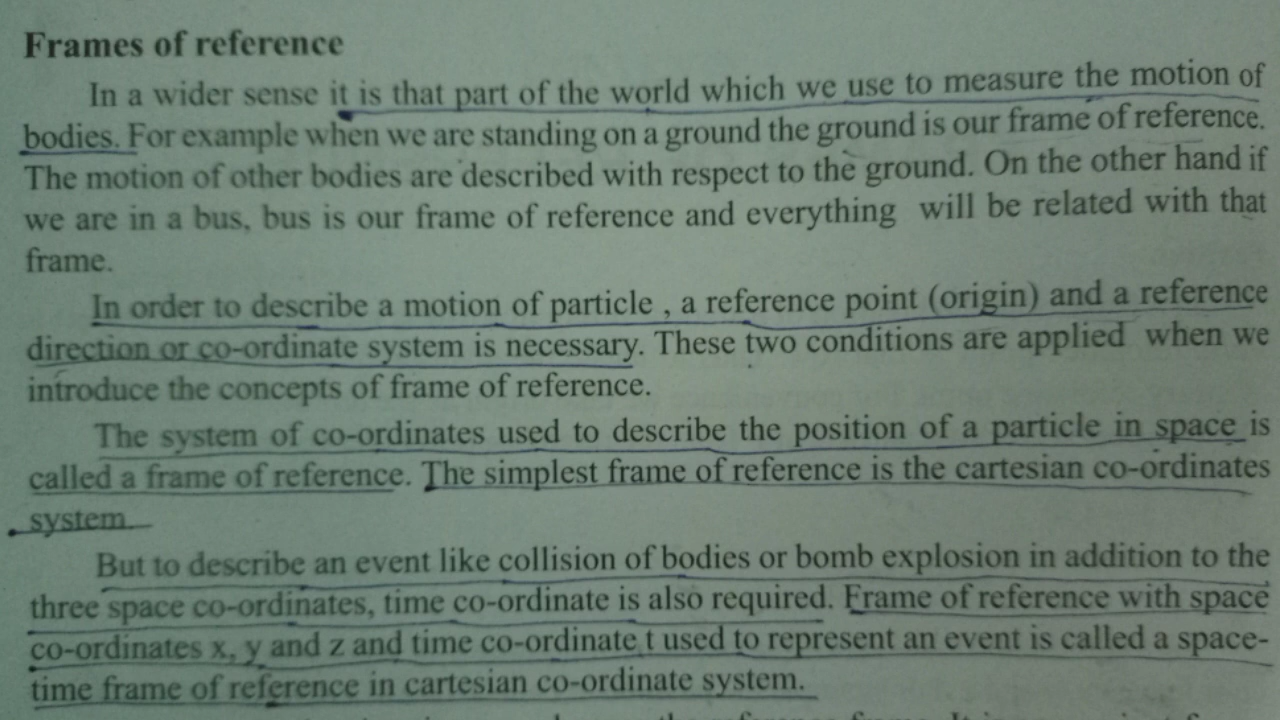 Frames of reference
In a wider sense it is that part of the world which we use to measure the motion of
bodies. For example when we are standing on a ground the ground is our frame of reference.
The motion of other bodies are described with respect to the ground. On the other hand if
we are in a bus, bus is our frame of reference and everything will be related with that
frame.
In order to describe a motion of particle , a reference point (origin) and a reference
direction or co-ordinate system is necessary. These two conditions are applied when we
introduce the concepts of frame of reference.
The system of co-ordinates used to describe the position of a particle in space is
called a frame of reference. The simplest frame of reference is the cartesian co-ordinates
system
But to describe an event like collision of bodies or bomb explosion in addition to the
three space co-ordinates, time co-ordinate is also required. Frame of reference with space
co-ordinates x, y and z and time co-ordinate t used to represent an event is called a space-
time frame of reference in cartesian co-ordinate system.